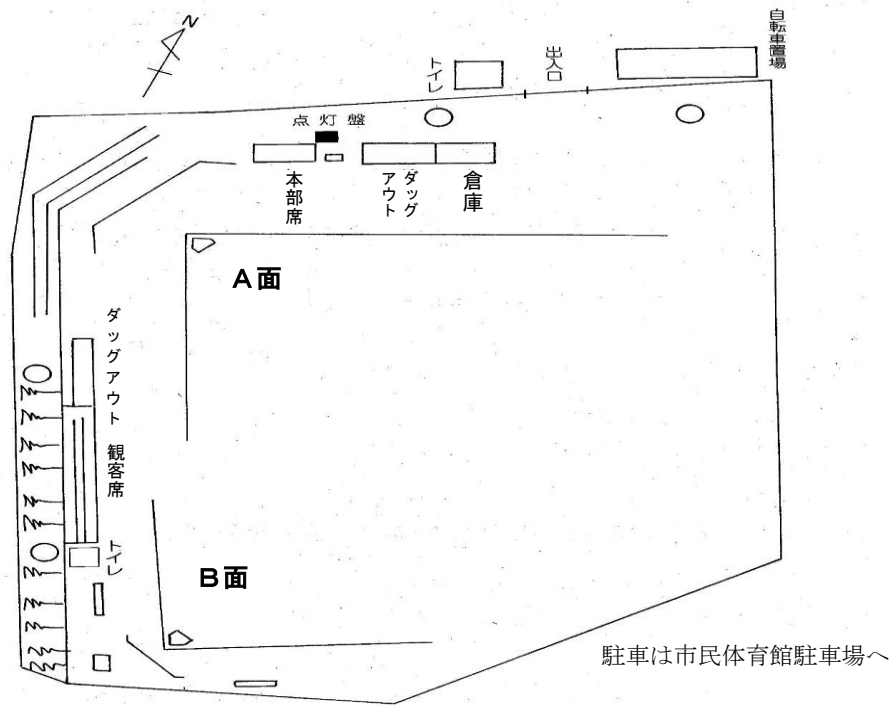 N
自転車置場
トイレ
出入口
点灯盤
本部席
ダッグ
アウト
倉庫
A面
ダッグアウト
観客席
トイレ
B面
駐車は市民体育館駐車場へ